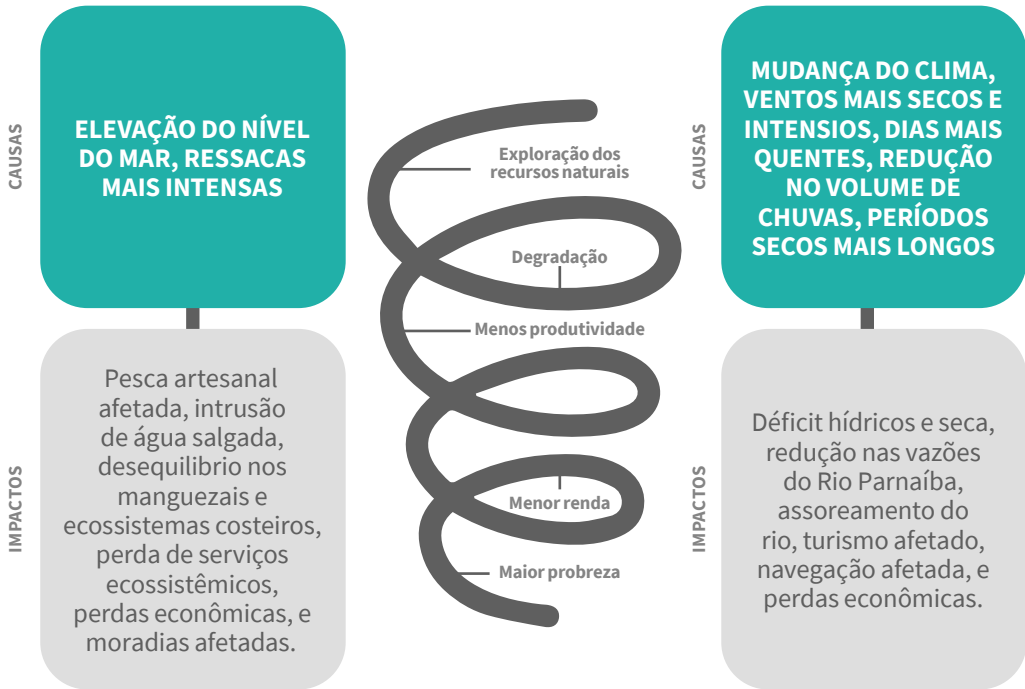 CAUSAS
ELEVAÇÃO DO NÍVEL
DO MAR, RESSACAS
MAIS INTENSAS
IMPACTOS
Pesca artesanal
afetada, intrusão
de água salgada,
desequilibrio nos
manguezais e
ecossistemas costeiros,
perda de serviços
ecossistêmicos,
perdas econômicas, e
moradias afetadas.
Exploração dos
recursos naturais
Degradação
Menos produtividade
Menor renda
Maior probreza
CAUSAS
MUDANÇA DO CLIMA,
VENTOS MAIS SECOS E
INTENSIOS, DIAS MAIS
QUENTES, REDUÇÃO
NO VOLUME DE
CHUVAS, PERÍODOS
SECOS MAIS LONGOS
IMPACTOS
Déficit hídricos e seca,
redução nas vazões
do Rio Parnaíba,
assoreamento do
rio, turismo afetado,
navegação afetada, e
perdas econômicas.